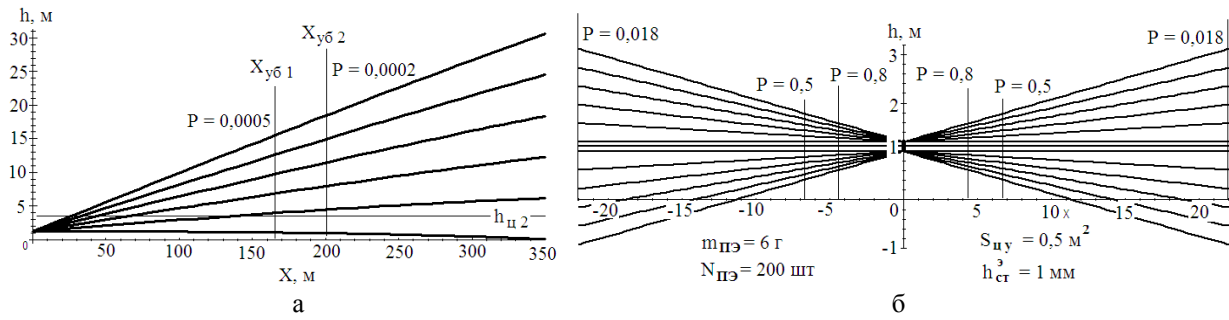 h, м
30
25
20
15
10
5
0
X уб 1
X уб 2
P = 0,0002
P = 0,0005
h ц 2
50
100
150
200
250
300
350
X, м
а
P = 0,018
h, м
P = 0,018
3
P = 0,8
P = 0,8
P = 0,5
P = 0,5
2
1
-20
-15
-10
-5
0
5
10
x
15
20
-1
m ПЭ = 6 г
S ц у = 0,5 м²
N ПЭ = 200 шт
h э ст = 1 мм
б